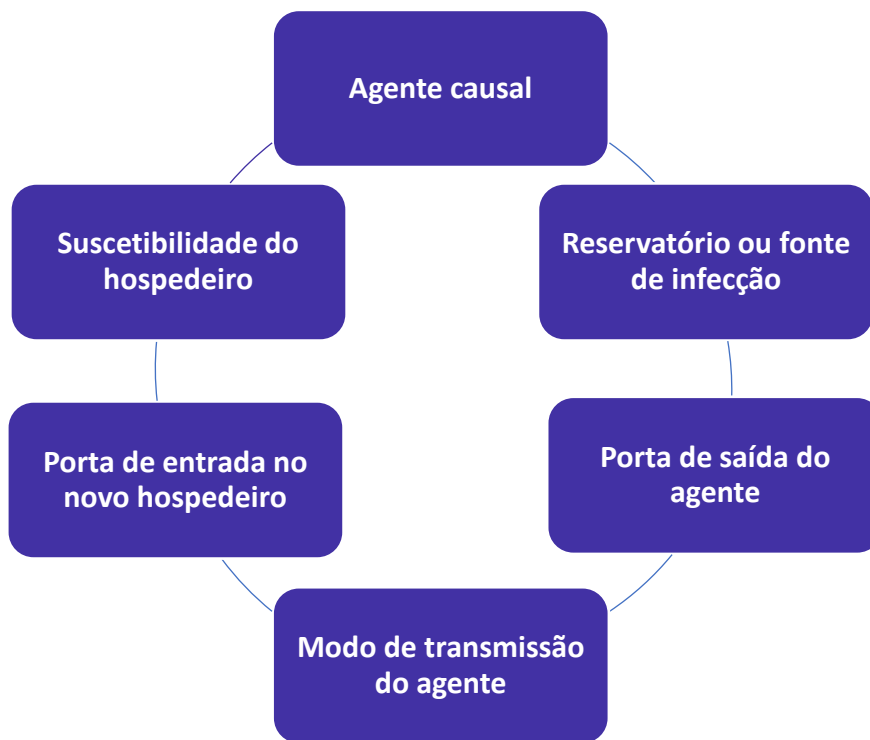 Agente causal
Reservatório ou fonte
de infecção
Porta de saída do
agente
Modo de transmissão
do agente
Porta de entrada no
novo hospedeiro
Suscetibilidade do
hospedeiro